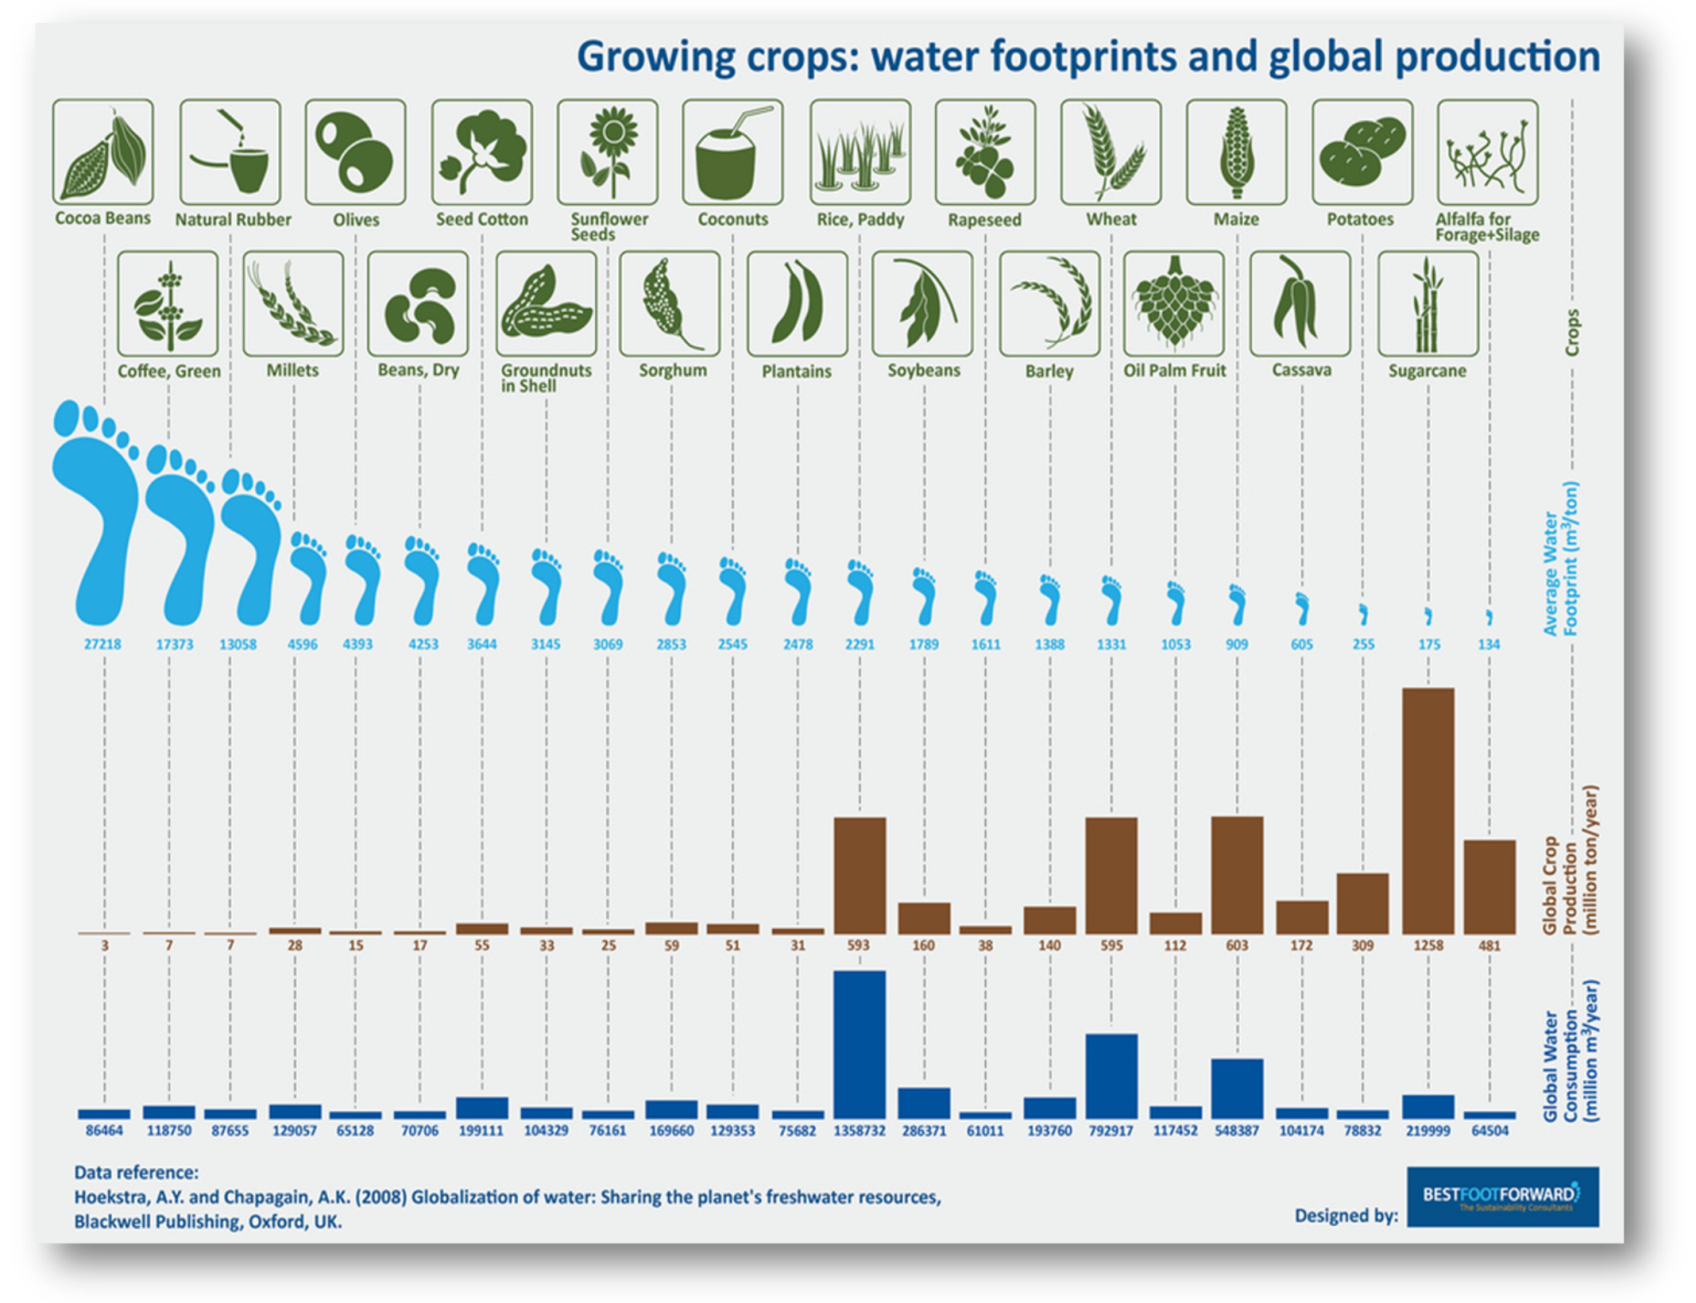 Growing crops: water footprints and global production
Cocoa Beans
Natural Rubber
Olives
Seed Cotton
Sunflower
Seeds
Coconuts
Rice, Paddy
Rapeseed
Wheat
Maize
Potatoes
Alfalfa for
Forage+Silage
Coffee, Green
Millets
Beans, Dry
Groundnuts
in Shell
Sorghum
Plantains
Soybeans
Barley
Oil Palm Fruit
Cassava
Sugarcane
Crops
27218 17373 13058 4596 4393 4253 3644 3145 3069 2853 2545 2478 2291 1789 1611 1388 1331 1053 909 605 255 175 134
Average Water
Footprint (m³/ton)
3 7 7 28 15 17 55 33 25 59 51 31 593 160 38 140 595 112 603 172 309 1258 481
Global Crop
Production
(million ton/year)
86464 118750 87655 129057 65128 70706 199111 104329 76161 169660 129353 75682 1358732 286371 61011 193760 792917 117452 548387 104174 78832 219999 64504
Global Water
Consumption
(million m³/year)
Data reference:
Hoekstra, A.Y. and Chapagain, A.K. (2008) Globalization of water: Sharing the planet's freshwater resources,
Blackwell Publishing, Oxford, UK.
Designed by:
BESTFOOTFORWARD
The Sustainability Consultants